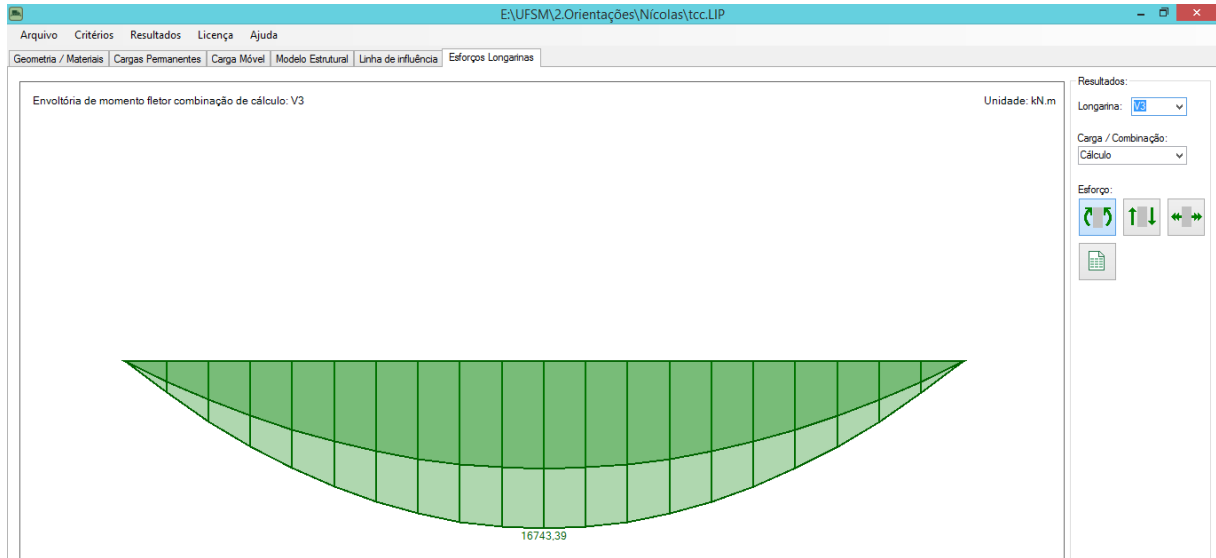 E:\UFSM\2.Orientações\Nícolas\tcc.LIP
Arquivo Critérios Resultados Licença Ajuda
Geometria / Materiais Cargas Permanentes Carga Móvel Modelo Estrutural Linha de influência Esforços Longarinas
Envoltória de momento fletor combinação de cálculo: V3
Unidade: kN.m
16743,39
Resultados:
Longarina: V3
Carga / Combinação:
Cálculo
Esforço: